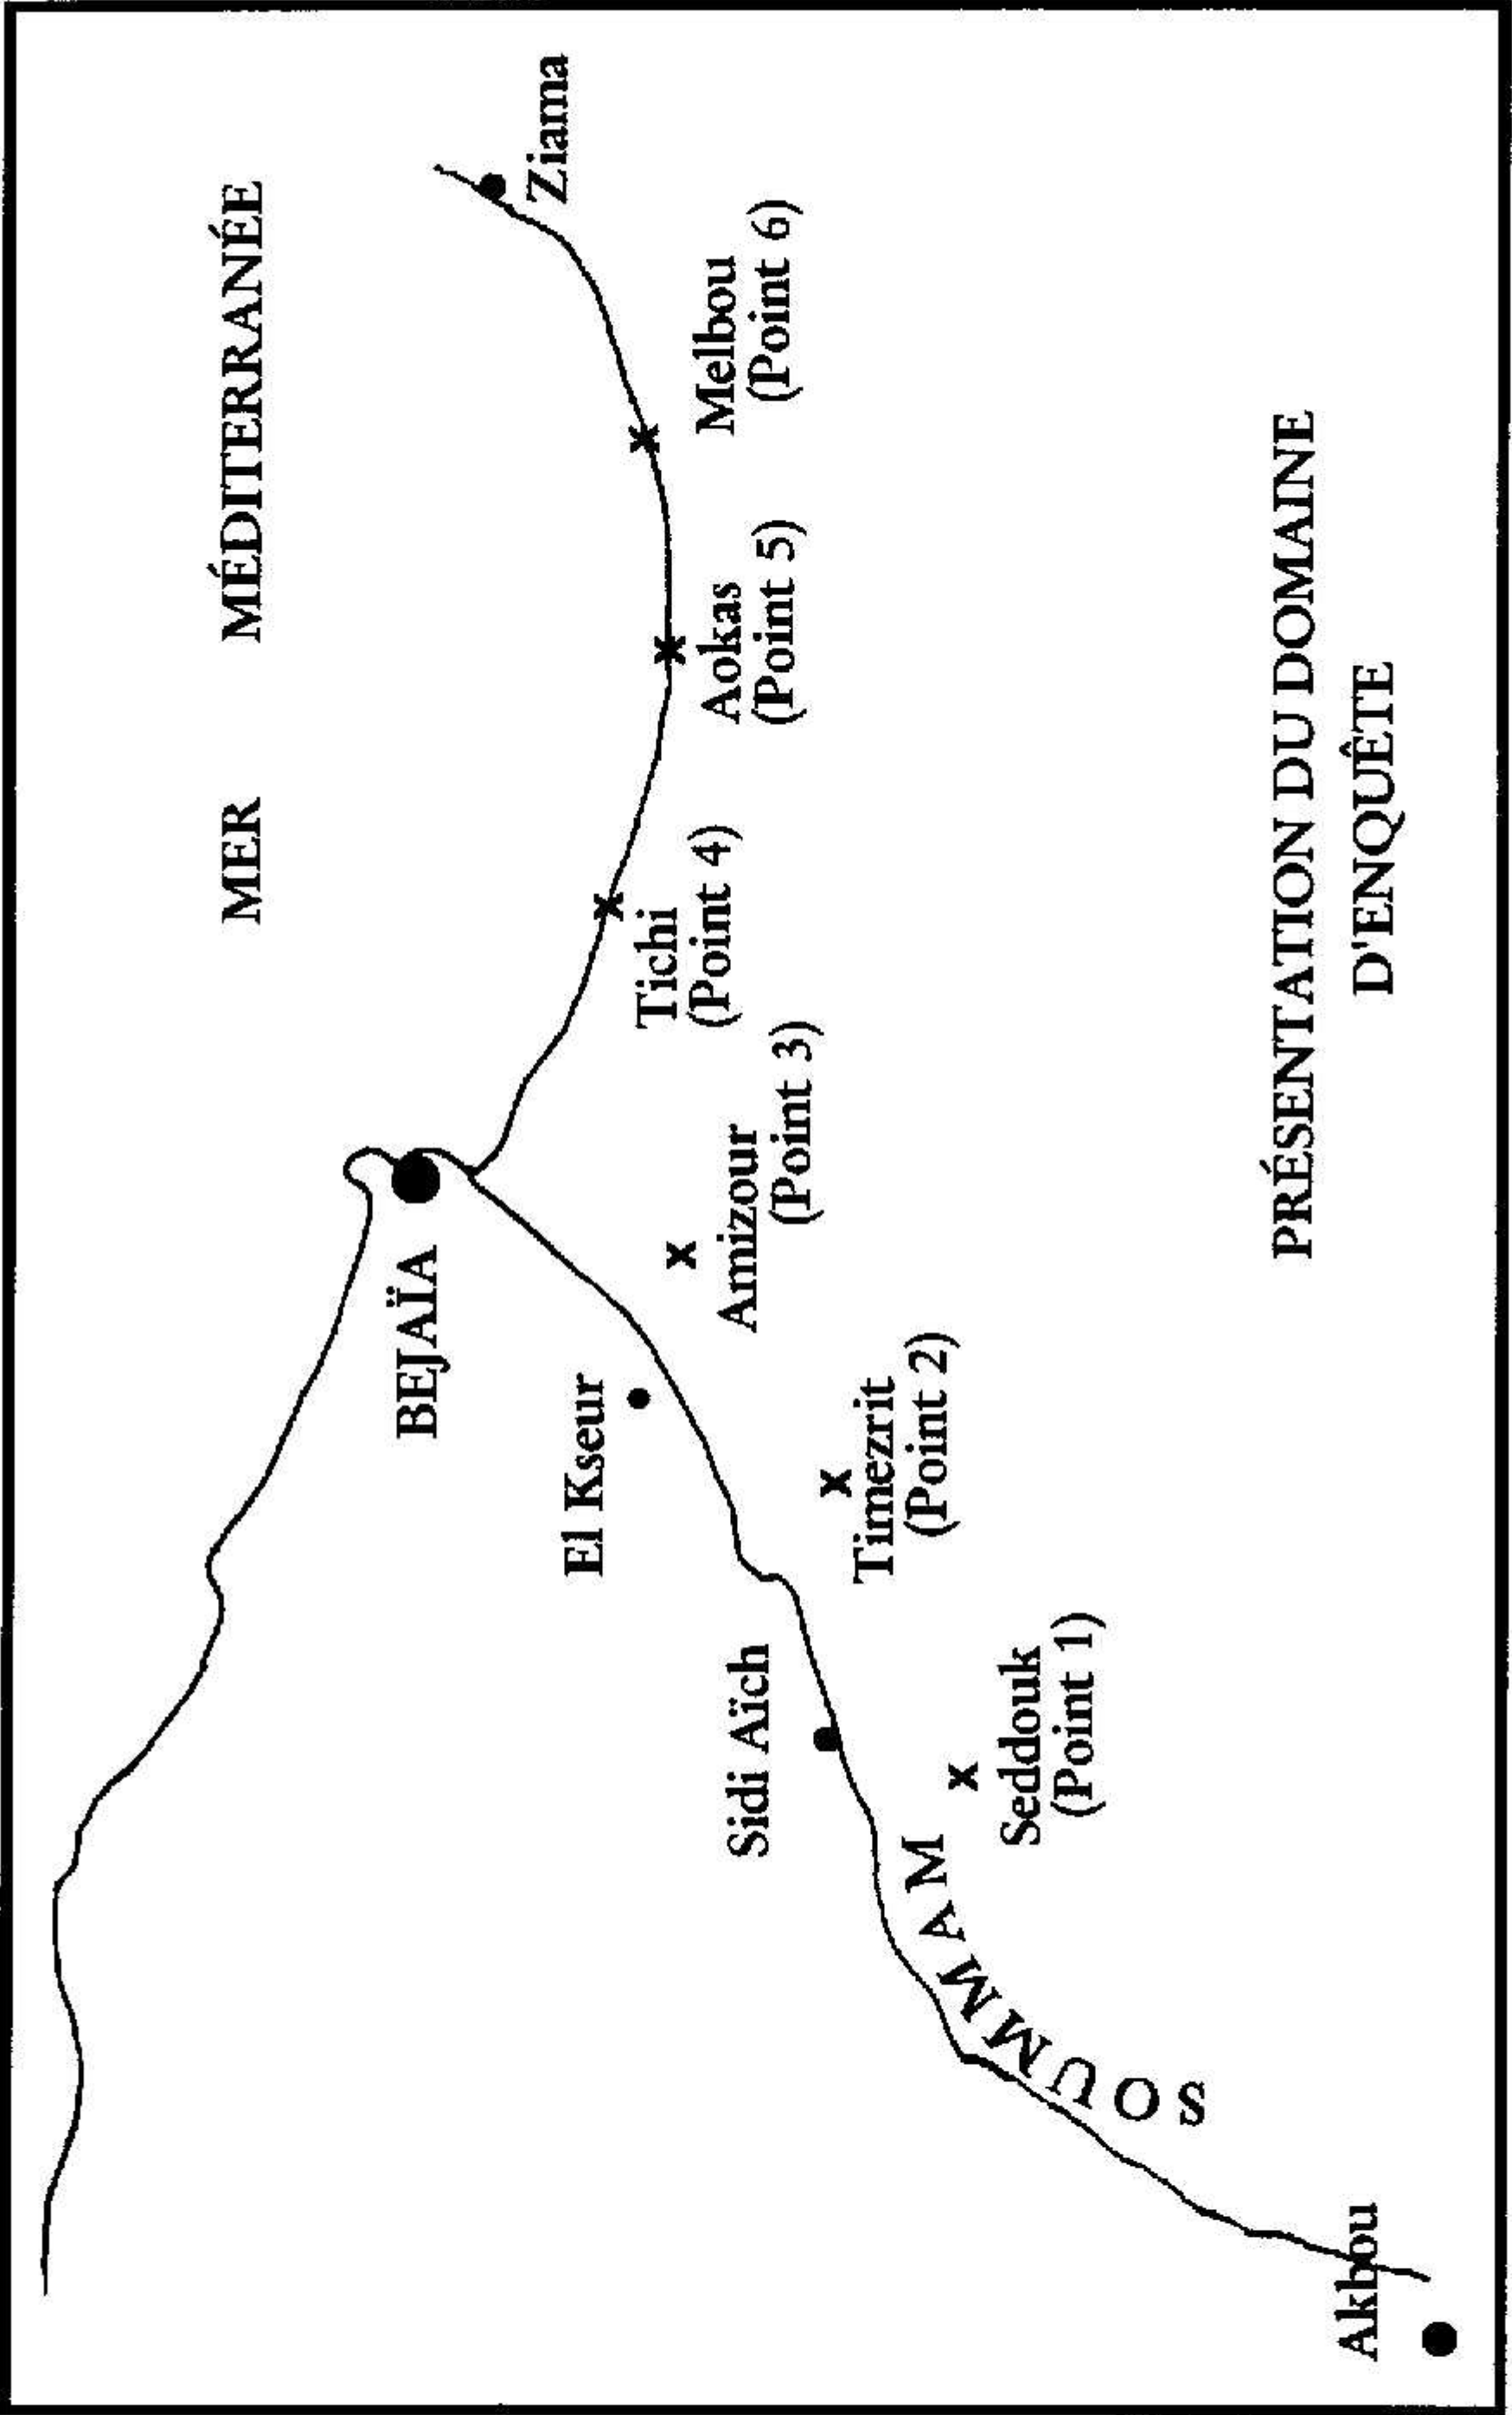 MER MÉDITERRANÉE
BEJAÏA
Ziama
El Kseur
Tichi
(Point 4)
Aokas
(Point 5)
Melbou
(Point 6)
Amizour
(Point 3)
Sidi Aïch
Timezrit
(Point 2)
SOUMMAM
Seddouk
(Point 1)
Akbou
PRÉSENTATION DU DOMAINE
D'ENQUÊTE